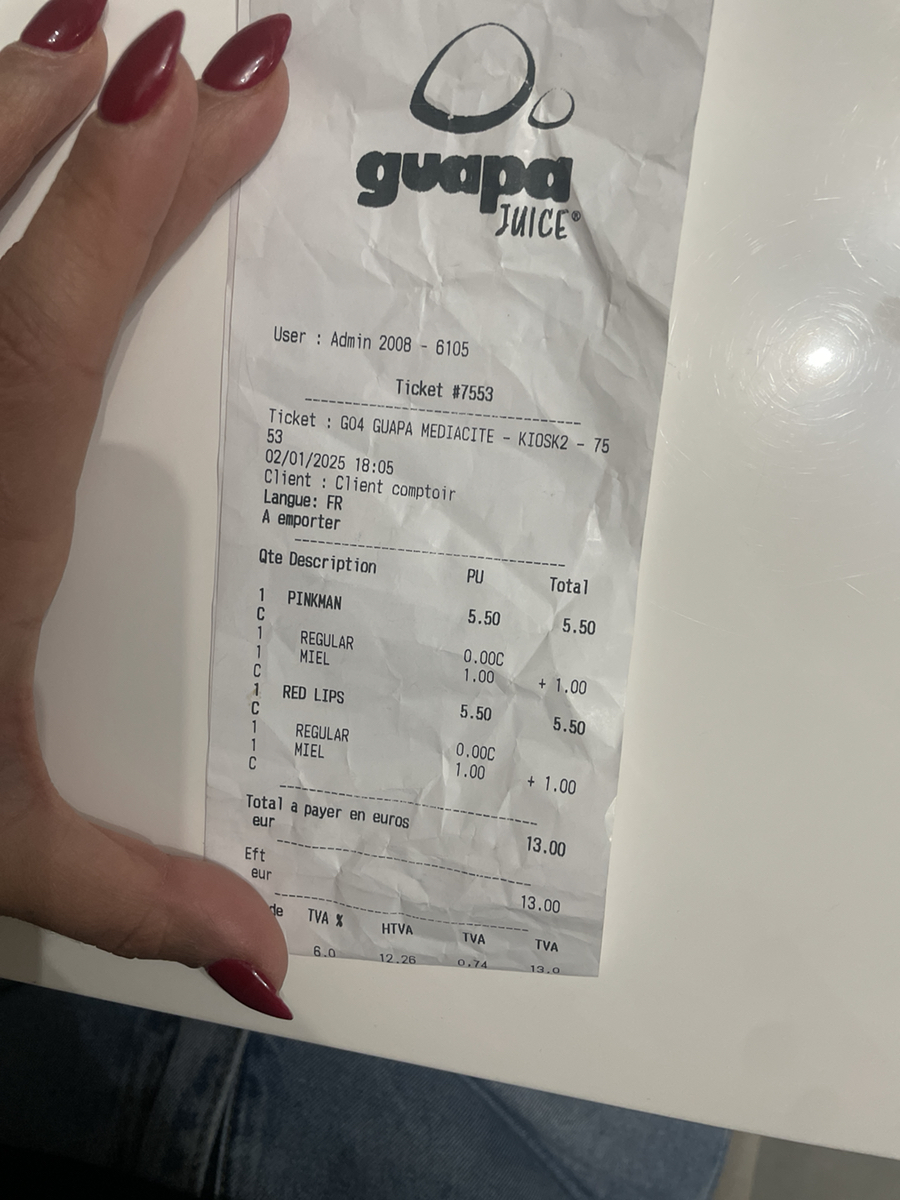 guapa
JUICE®
User : Admin 2008 - 6105
Ticket #7553
Ticket : G04 GUAPA MEDIACITE - KIOSK2 - 75
53
02/01/2025 18:05
Client : Client comptoir
Langue: FR
A emporter
Qte Description PU Total
1 PINKMAN 5.50 5.50
C
1 REGULAR 0.00C
1 MIEL 1.00 + 1.00
C
1 RED LIPS 5.50 5.50
C
1 REGULAR 0.00C
1 MIEL 1.00 + 1.00
C
Total a payer en euros 13.00
eur
Eft 13.00
eur
de TVA % HTVA TVA TVA
6.0 12.26 0.74 13.0